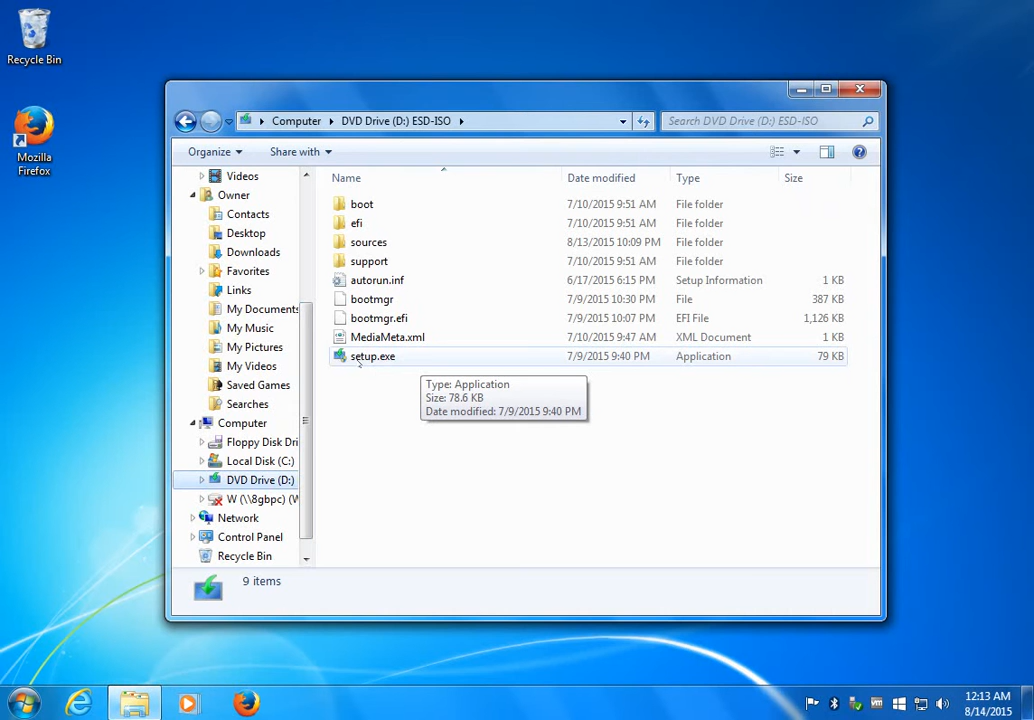 Recycle Bin
Mozilla
Firefox
Computer DVD Drive (D:) ESD-ISO
Search DVD Drive (D:) ESD-ISO
Organize Share with
Name Date modified Type Size
Videos
Owner
Contacts
Desktop
Downloads
Favorites
Links
My Documents
My Music
My Pictures
My Videos
Saved Games
Searches
Computer
Floppy Disk Dri
Local Disk (C:)
DVD Drive (D:)
W (\\8gbpc) (W
Network
Control Panel
Recycle Bin
boot 7/10/2015 9:51 AM File folder
efi 7/10/2015 9:51 AM File folder
sources 8/13/2015 10:09 PM File folder
support 7/10/2015 9:51 AM File folder
autorun.inf 6/17/2015 6:15 PM Setup Information 1 KB
bootmgr 7/9/2015 10:30 PM File 387 KB
bootmgr.efi 7/9/2015 10:07 PM EFI File 1,126 KB
MediaMeta.xml 7/10/2015 9:47 AM XML Document 1 KB
setup.exe 7/9/2015 9:40 PM Application 79 KB
Type: Application
Size: 78.6 KB
Date modified: 7/9/2015 9:40 PM
9 items
12:13 AM
8/14/2015